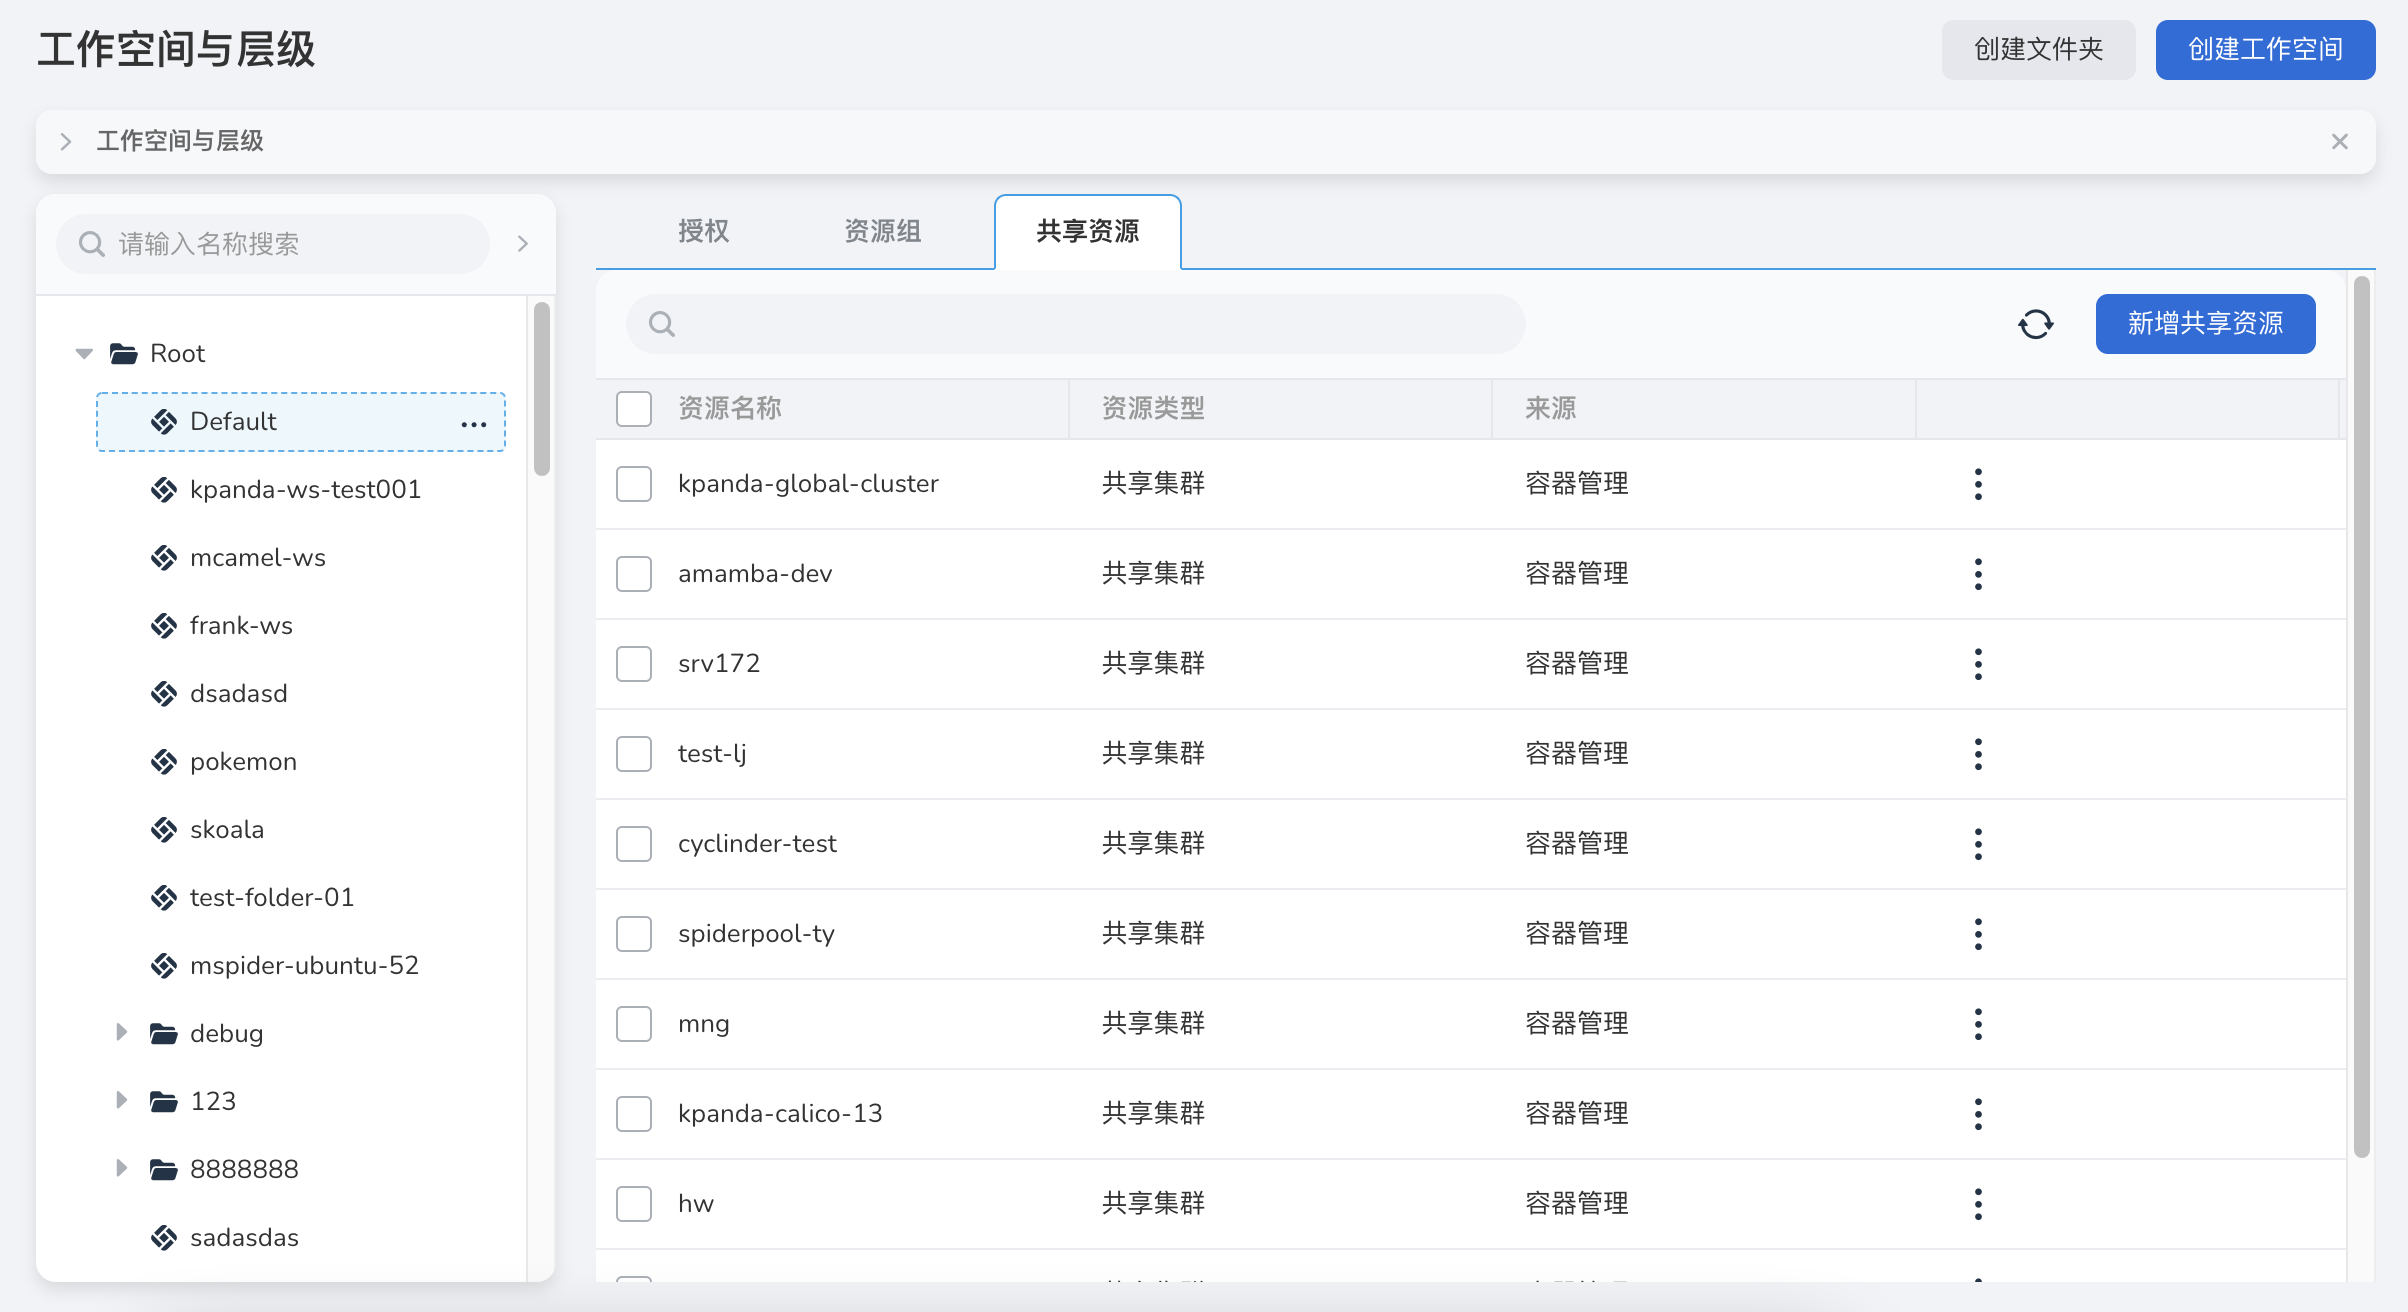 工作空间与层级
创建文件夹
创建工作空间
工作空间与层级
请输入名称搜索
Root
Default
kpanda-ws-test001
mcamel-ws
frank-ws
dsadasd
pokemon
skoala
test-folder-01
mspider-ubuntu-52
debug
123
8888888
sadasdas
授权 资源组 共享资源
新增共享资源
资源名称 资源类型 来源
kpanda-global-cluster 共享集群 容器管理
amamba-dev 共享集群 容器管理
srv172 共享集群 容器管理
test-lj 共享集群 容器管理
cyclinder-test 共享集群 容器管理
spiderpool-ty 共享集群 容器管理
mng 共享集群 容器管理
kpanda-calico-13 共享集群 容器管理
hw 共享集群 容器管理